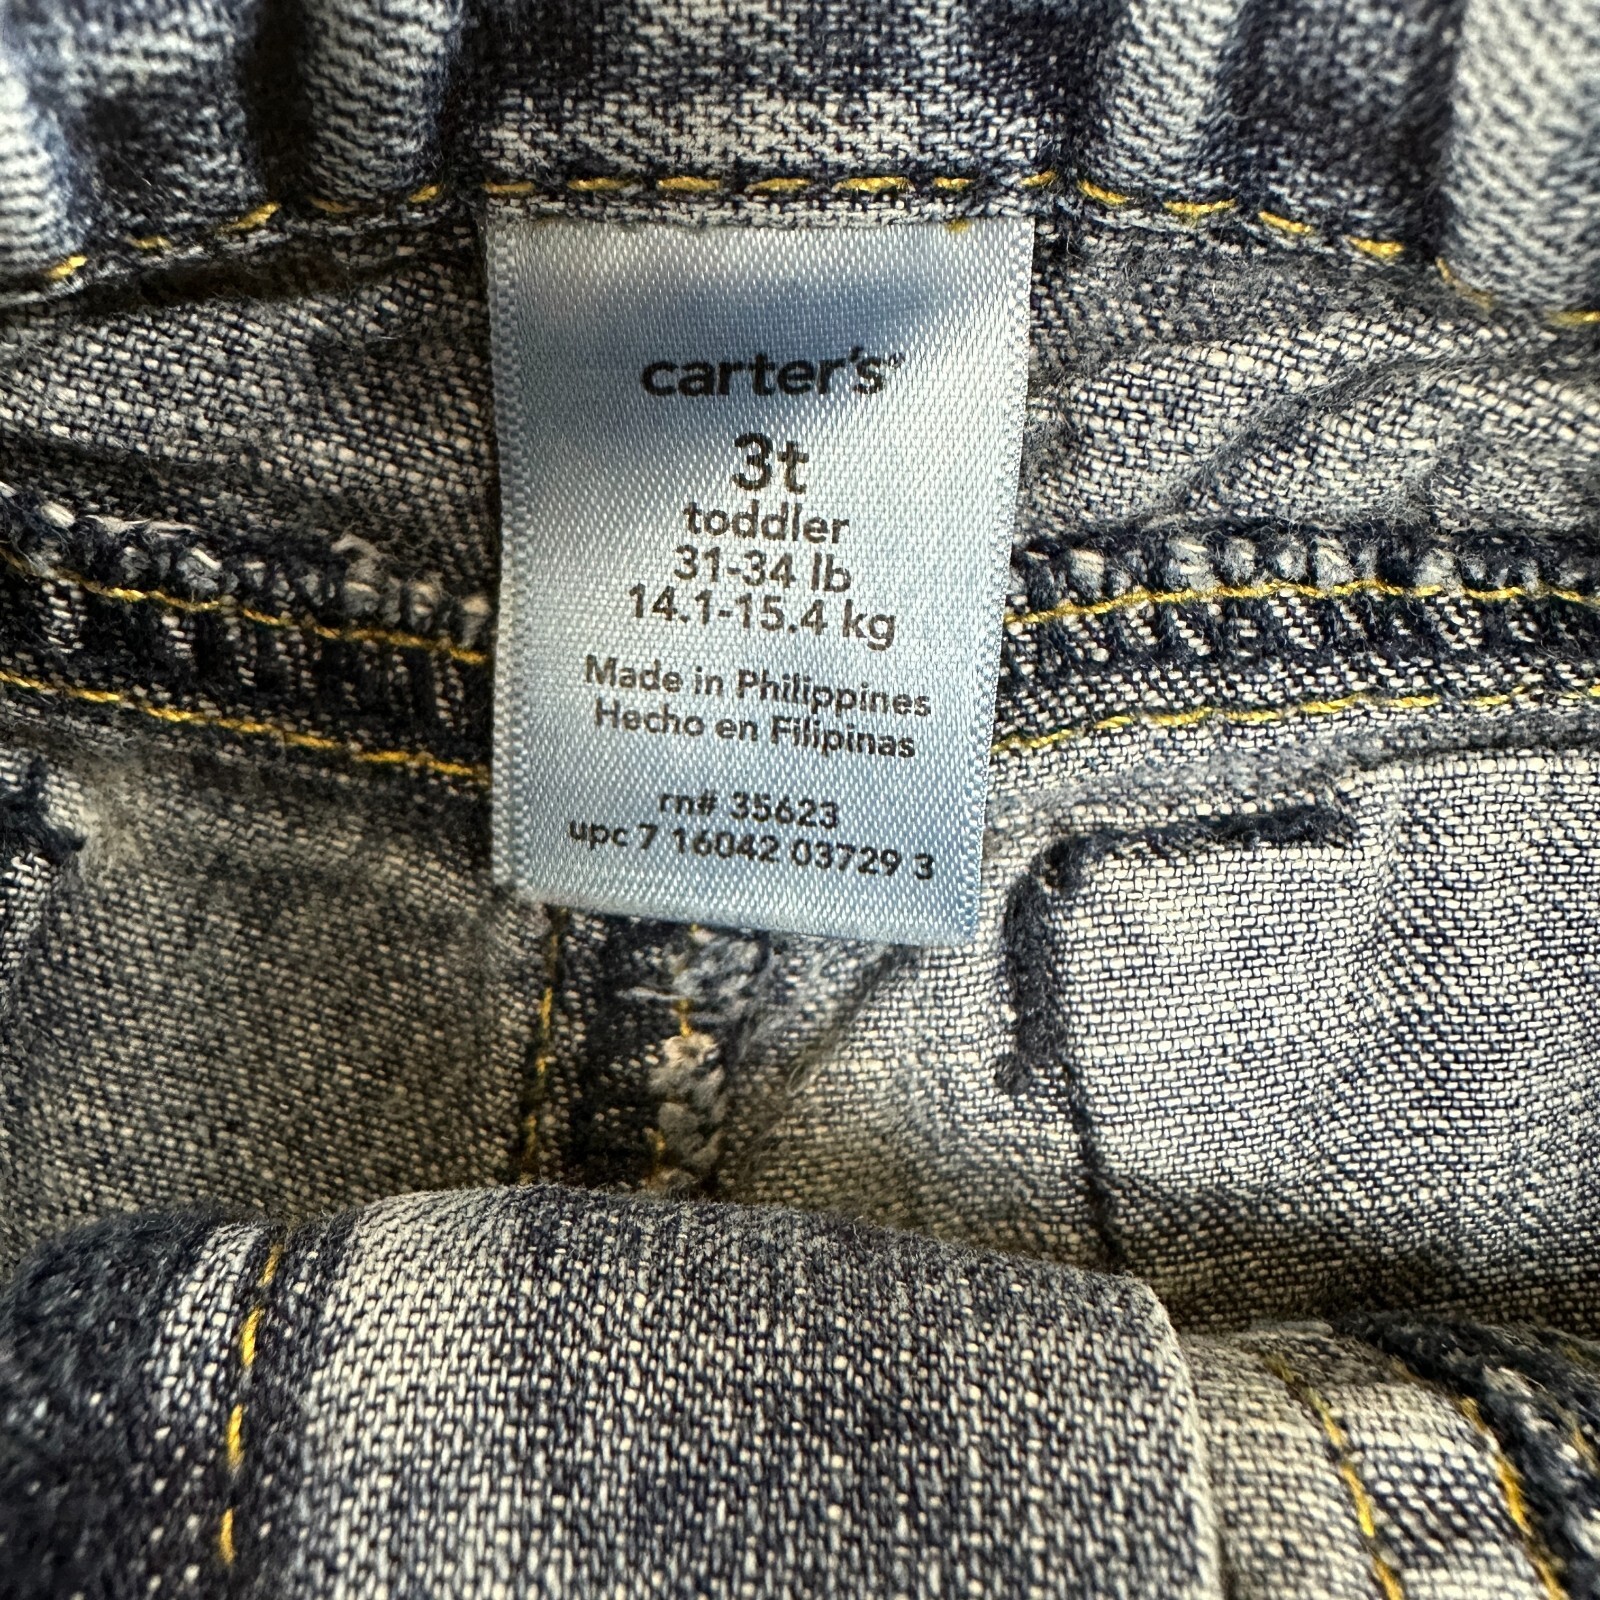 carter's
3t
toddler
31-34 lb
14.1-15.4 kg
Made in Philippines
Hecho en Filipinas
rn# 35623
upc 7 16042 03729 3